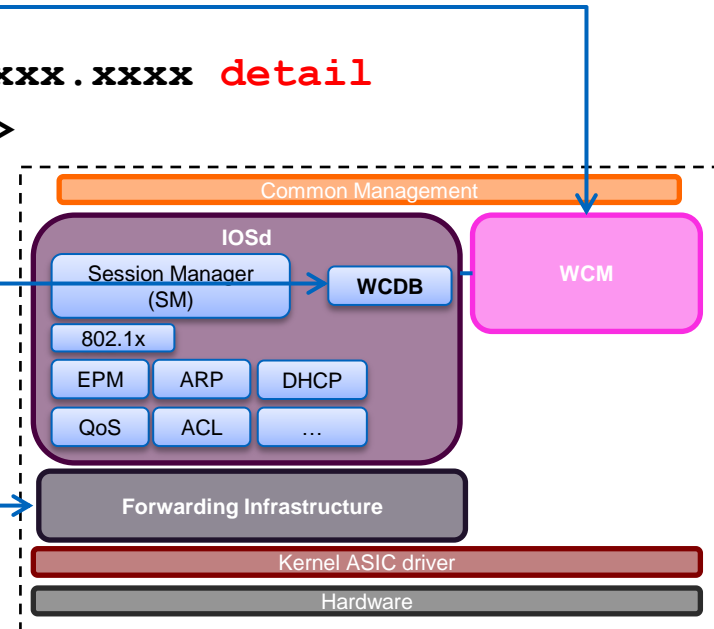 xxx.xxxx detail
>
Common Management
IOSd
Session Manager
(SM)
WCDB
WCM
802.1x
EPM
ARP
DHCP
QoS
ACL
…
Forwarding Infrastructure
Kernel ASIC driver
Hardware